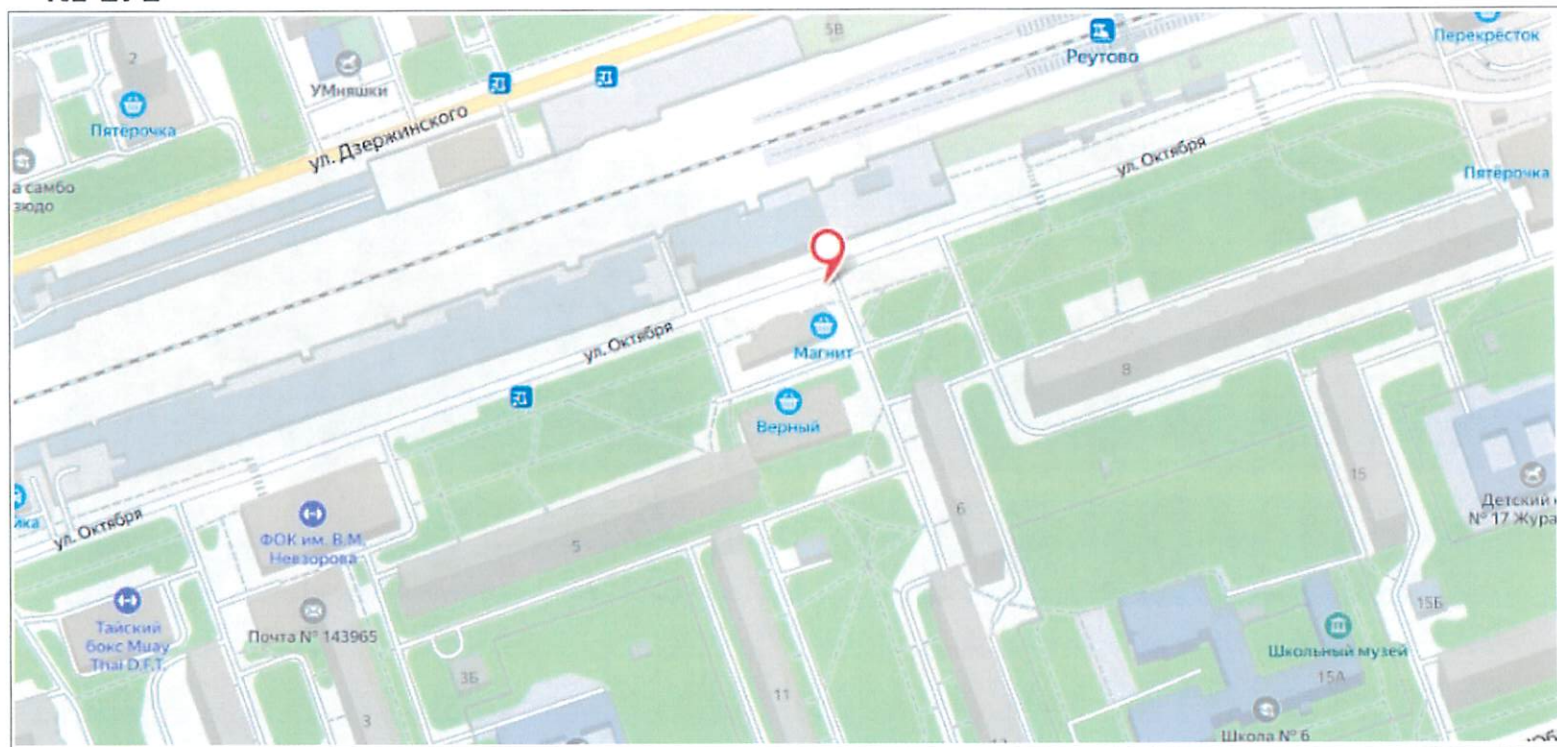 5В
Реутово
Перекрёсток
2
УМняшки
Пятёрочка
ул. Дзержинского
ул. Октября
Пятёрочка
а самбо
зюдо
ул. Октября
Магнит
8
Верный
6
15
йка
ул. Октября
ФОК им. В.М.
Невзорова
5
Детский
№ 17 Жура
Тайский
бокс Muay
Thai D.F.T.
Почта № 143965
15Б
Школьный музей
3Б
15А
11
3
Школа № 6